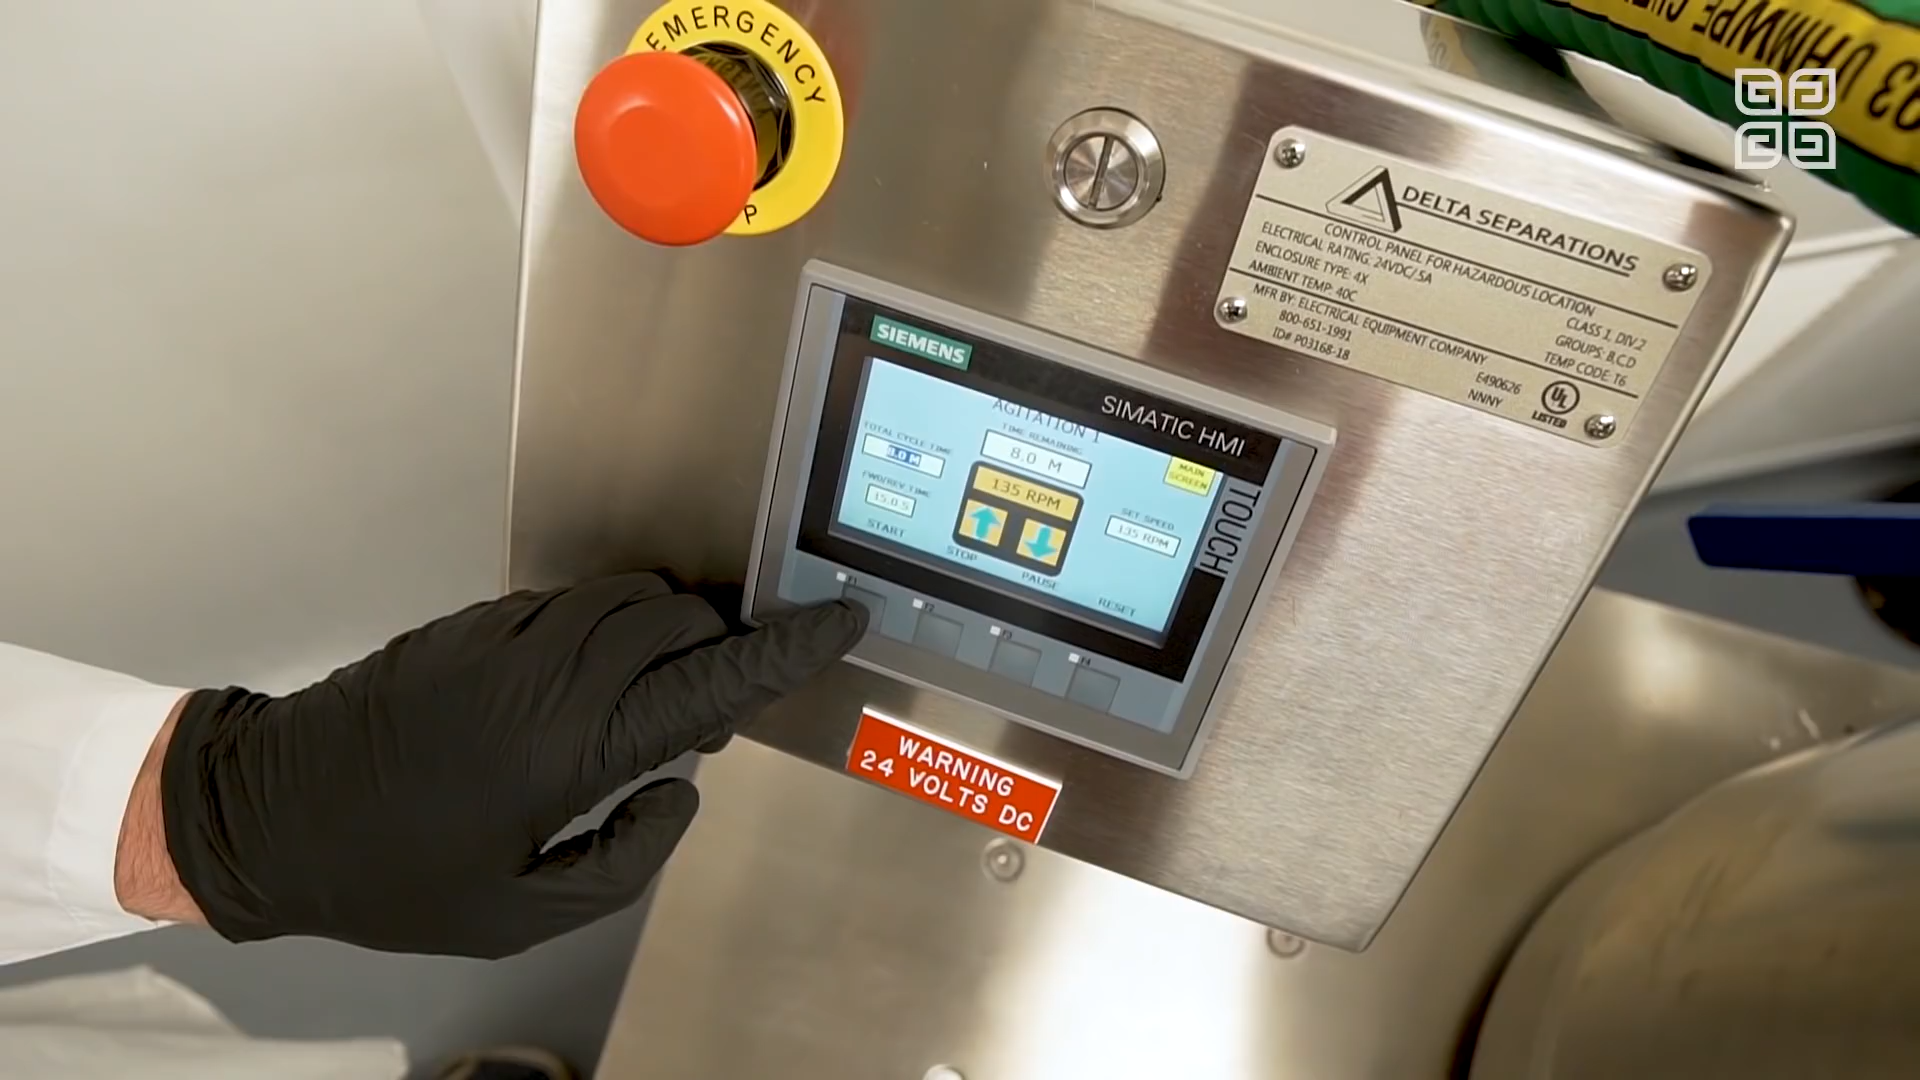 EMERGENCY
P
93 UHMWPE
DELTA SEPARATIONS
CONTROL PANEL FOR HAZARDOUS LOCATION
ELECTRICAL RATING: 24VDC/.5A
CLASS 1, DIV.2
ENCLOSURE TYPE: 4X
GROUPS: B,C,D
AMBIENT TEMP: 40C
TEMP CODE: T6
MFR BY: ELECTRICAL EQUIPMENT COMPANY
800-651-1991
ID# P03168-18
E490626
NNNY
UL
LISTED
SIEMENS
SIMATIC HMI
TOUCH
AGITATION 1
TOTAL CYCLE TIME
8.0 M
TIME REMAINING
8.0 M
MAIN
SCREEN
FWD/REV TIME
15.0 S
135 RPM
SET SPEED
135 RPM
START
STOP
PAUSE
RESET
F1
F2
F3
F4
WARNING
24 VOLTS DC